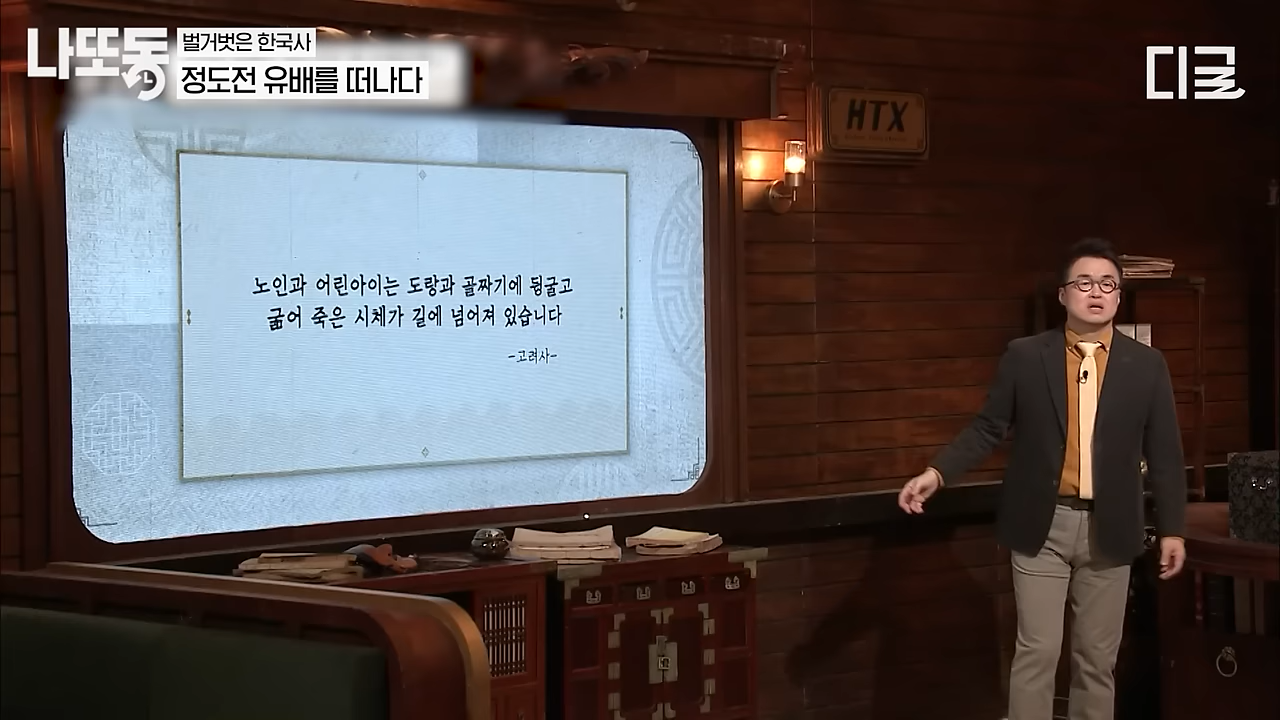 나또동
벌거벗은 한국사
정도전 유배를 떠나다
디글
HTX
노인과 어린아이는 도랑과 골짜기에 뒹굴고
굶어 죽은 시체가 길에 넘어져 있습니다
-고려사-